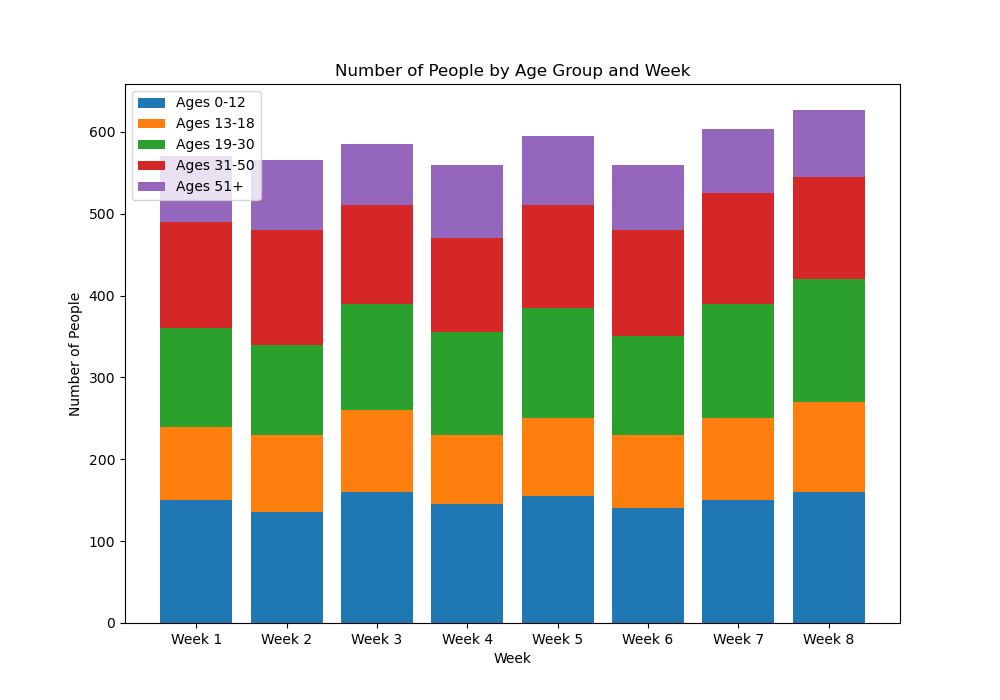 Number of People by Age Group and Week
Ages 0-12
Ages 13-18
Ages 19-30
Ages 31-50
Ages 51+
600
500
400
300
200
100
0
Number of People
Week 1 Week 2 Week 3 Week 4 Week 5 Week 6 Week 7 Week 8
Week